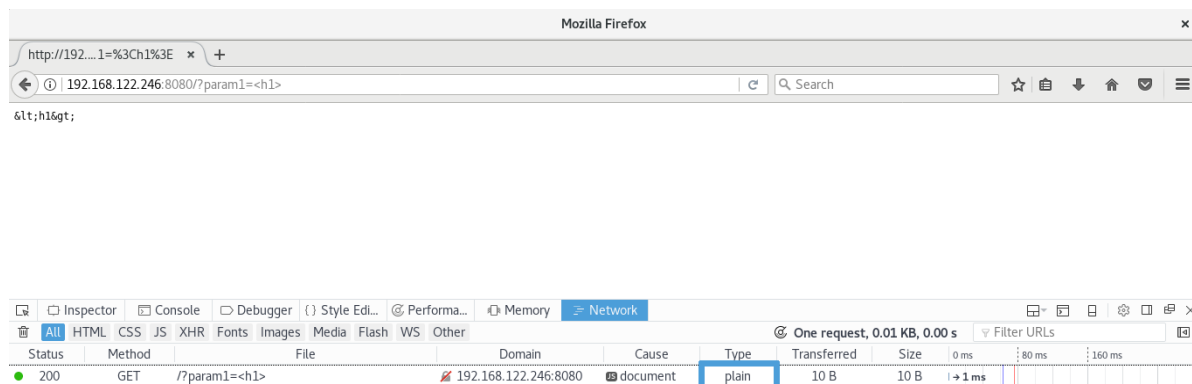 Mozilla Firefox ×
http://192....1=%3Ch1%3E × +
192.168.122.246:8080/?param1=<h1> Search
&lt;h1&gt;
Inspector Console Debugger {} Style Edi... Performa... Memory Network
All HTML CSS JS XHR Fonts Images Media Flash WS Other One request, 0.01 KB, 0.00 s Filter URLs
Status Method File Domain Cause Type Transferred Size 0 ms 80 ms 160 ms
200 GET /?param1=<h1> 192.168.122.246:8080 JS document plain 10 B 10 B → 1 ms